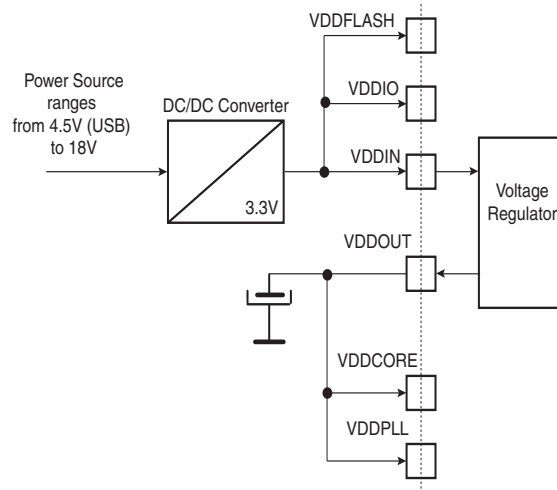 VDDFLASH
Power Source
ranges
from 4.5V (USB)
to 18V
DC/DC Converter
3.3V
VDDIO
VDDIN
Voltage
Regulator
VDDOUT
VDDCORE
VDDPLL